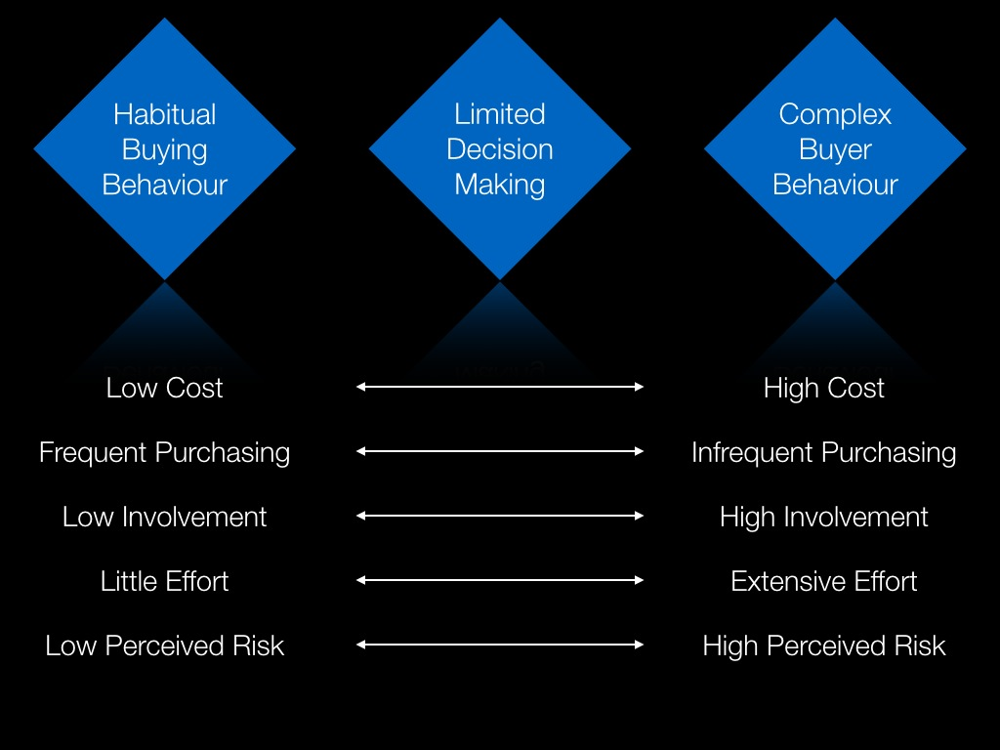 Habitual
Buying
Behaviour
Limited
Decision
Making
Complex
Buyer
Behaviour
Low Cost
High Cost
Frequent Purchasing
Infrequent Purchasing
Low Involvement
High Involvement
Little Effort
Extensive Effort
Low Perceived Risk
High Perceived Risk